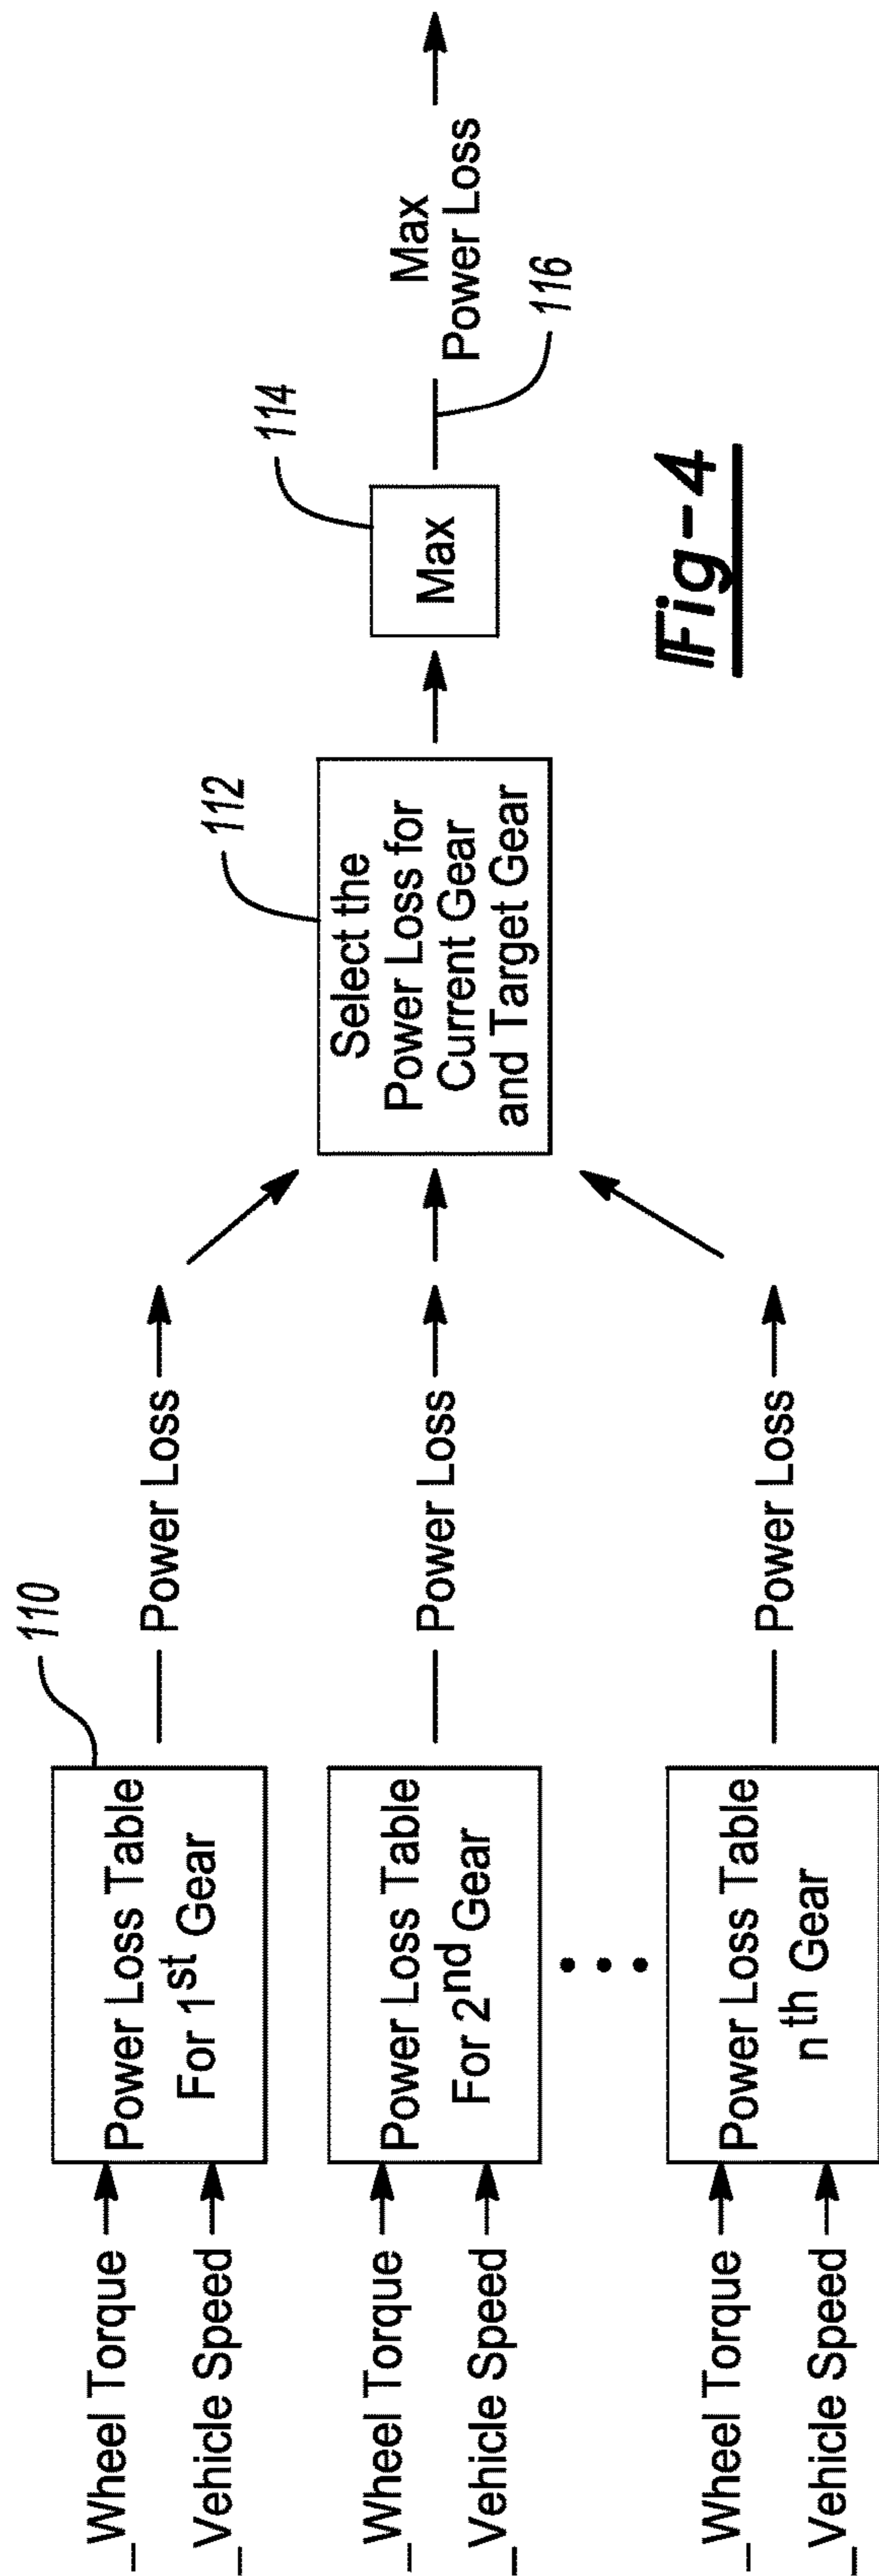 Wheel Torque
Vehicle Speed
110
Power Loss Table
For 1st Gear
Power Loss
Wheel Torque
Vehicle Speed
Power Loss Table
For 2nd Gear
Power Loss
Wheel Torque
Vehicle Speed
Power Loss Table
nth Gear
Power Loss
112
Select the
Power Loss for
Current Gear
and Target Gear
114
Max
Max
Power Loss
116
Fig-4